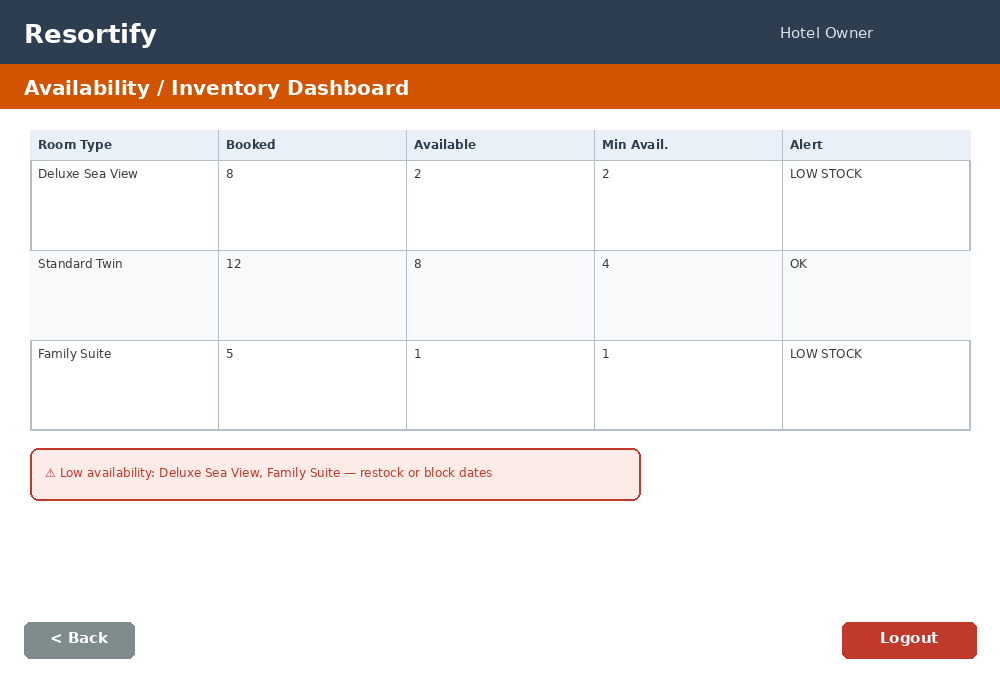 Resortify
Hotel Owner
Availability / Inventory Dashboard
Room Type Booked Available Min Avail. Alert
Deluxe Sea View 8 2 2 LOW STOCK
Standard Twin 12 8 4 OK
Family Suite 5 1 1 LOW STOCK
⚠ Low availability: Deluxe Sea View, Family Suite — restock or block dates
< Back
Logout